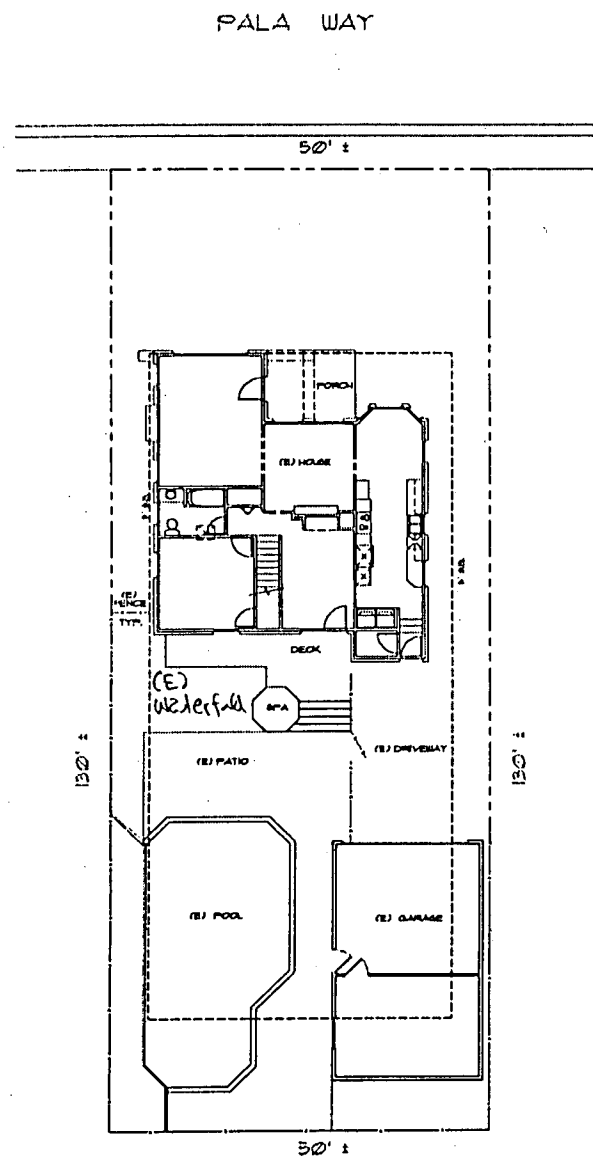 PALA WAY
50' ±
PORCH
(E) HOUSE
(E)
FENCE
TYP.
DECK
(E)
Waterfall
SPA
130' ±
(E) PATIO
(E) DRIVEWAY
130' ±
(E) POOL
(E) GARAGE
50' ±